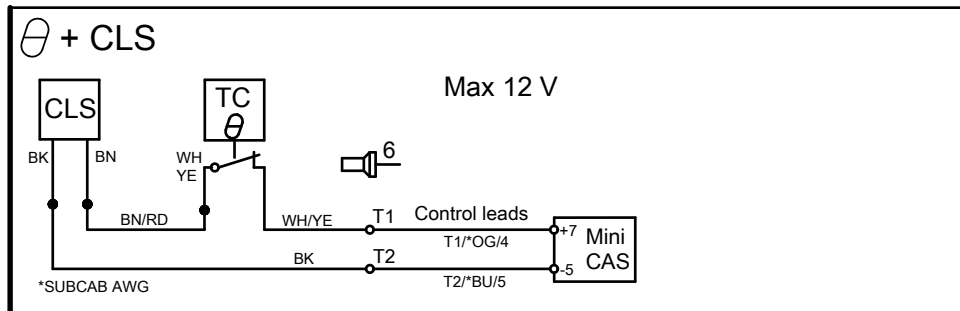 θ + CLS
Max 12 V
CLS
TC
θ
BK
BN
WH
YE
6
BN/RD
WH/YE
T1
Control leads
T1/*OG/4
+7
Mini
CAS
BK
T2
T2/*BU/5
-5
*SUBCAB AWG